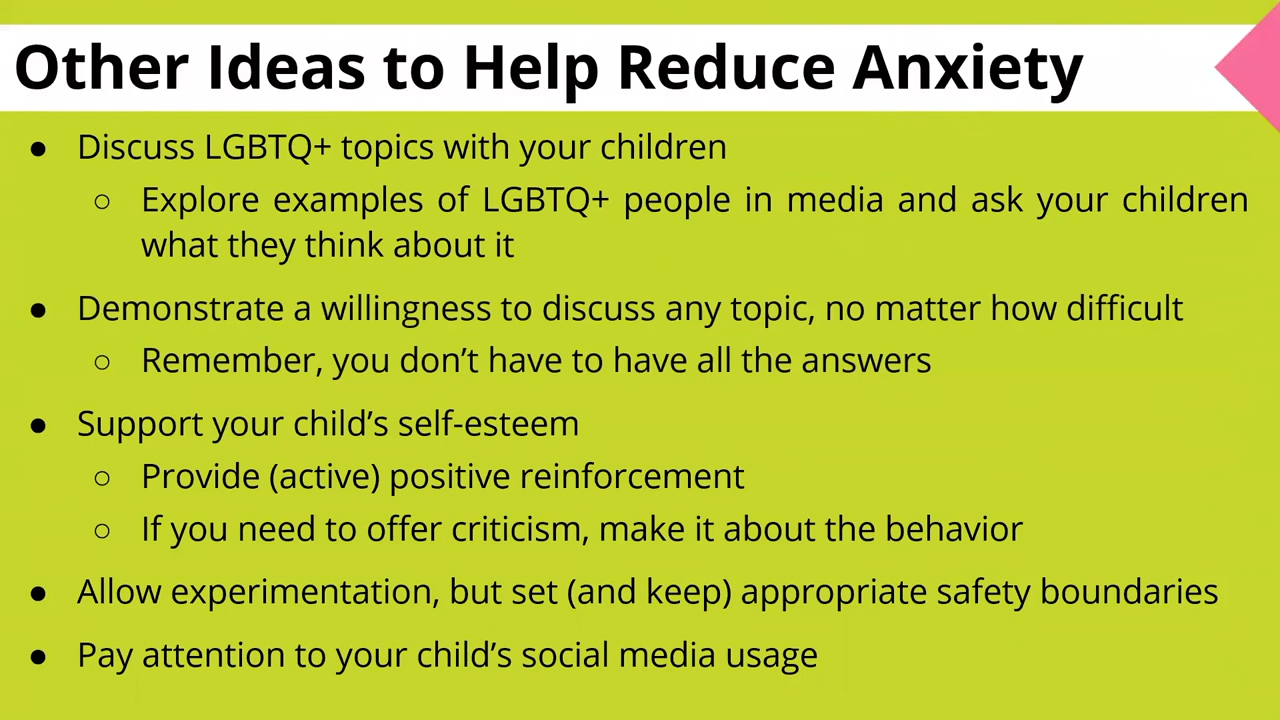 Other Ideas to Help Reduce Anxiety
● Discuss LGBTQ+ topics with your children
○ Explore examples of LGBTQ+ people in media and ask your children
what they think about it
● Demonstrate a willingness to discuss any topic, no matter how difficult
○ Remember, you don’t have to have all the answers
● Support your child’s self-esteem
○ Provide (active) positive reinforcement
○ If you need to offer criticism, make it about the behavior
● Allow experimentation, but set (and keep) appropriate safety boundaries
● Pay attention to your child’s social media usage